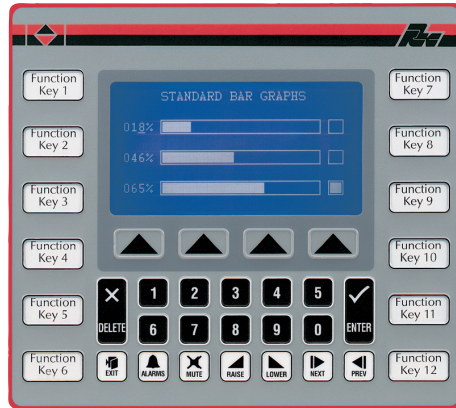 Function
Key 1
Function
Key 2
Function
Key 3
Function
Key 4
Function
Key 5
Function
Key 6
STANDARD BAR GRAPHS
018%
046%
065%
Function
Key 7
Function
Key 8
Function
Key 9
Function
Key 10
Function
Key 11
Function
Key 12
DELETE
1 2 3 4 5
6 7 8 9 0
ENTER
EXIT ALARMS MUTE RAISE LOWER NEXT PREV